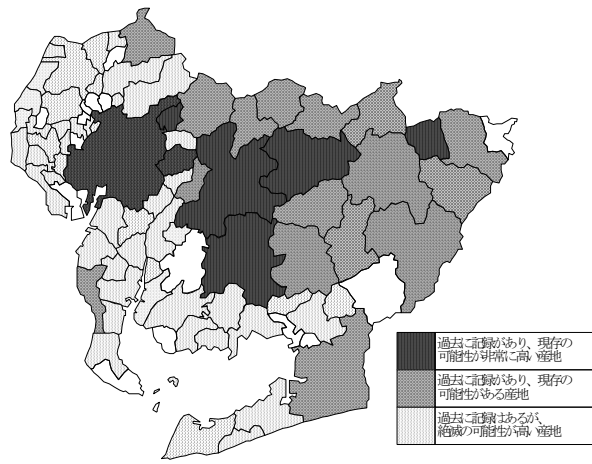 過去に記録があり、現存の
可能性が非常に高い産地
過去に記録があり、現存の
可能性がある産地
過去に記録はあるが、
絶滅の可能性が高い産地